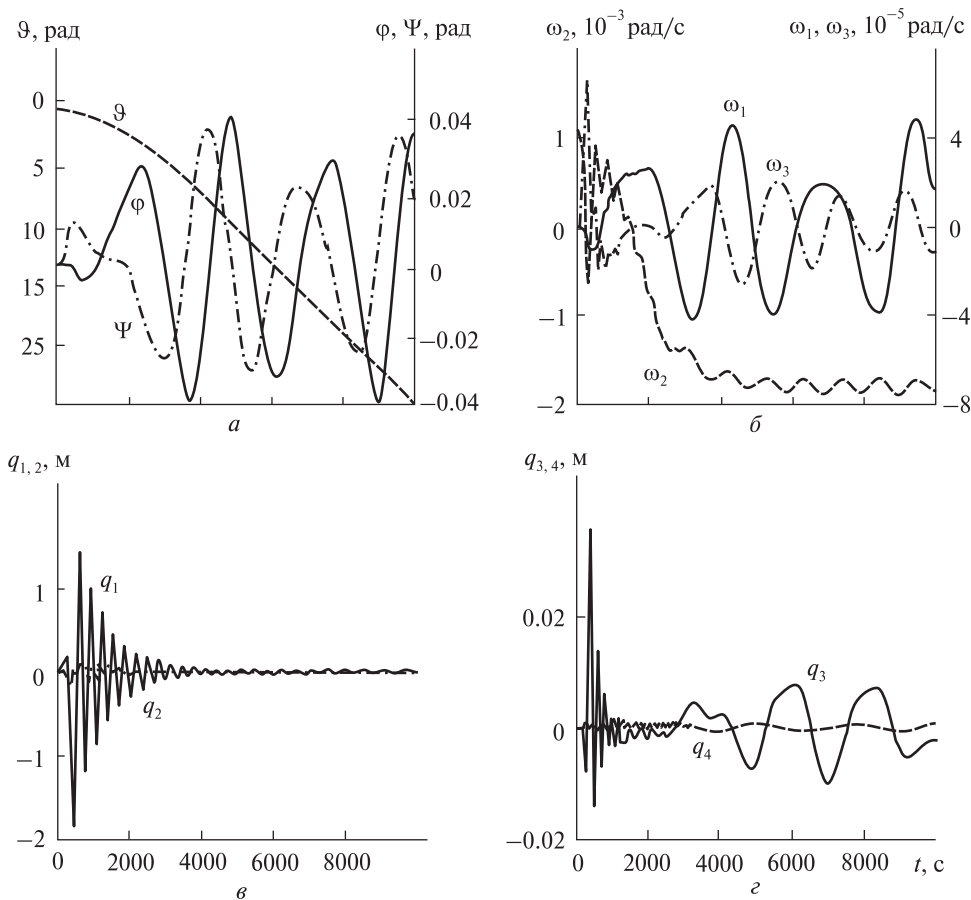 ϑ, рад
φ, Ψ, рад
0
5
10
15
25
0.04
0.02
0
−0.02
−0.04
ϑ
φ
Ψ
а
ω2, 10−3 рад/с
ω1, ω3, 10−5 рад/с
1
0
−1
−2
4
0
−4
−8
ω1
ω3
ω2
б
q1, 2, м
1
0
−1
−2
q1
q2
0 2000 4000 6000 8000
в
q3, 4, м
0.02
0
−0.02
q3
q4
0 2000 4000 6000 8000 t, с
г